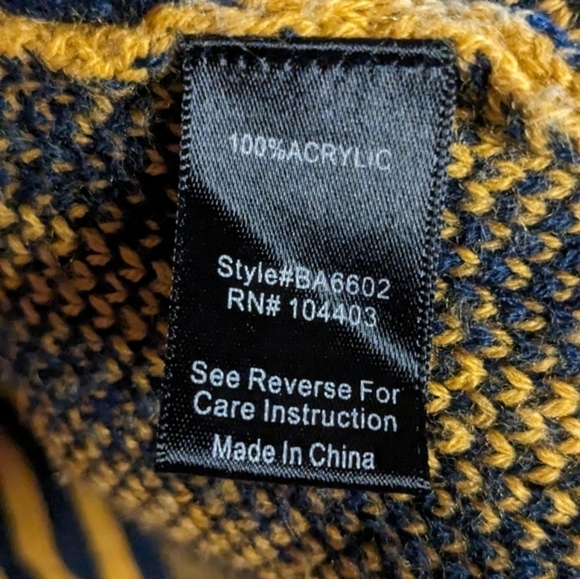 100%ACRYLIC
Style#BA6602
RN# 104403
See Reverse For
Care Instruction
Made In China